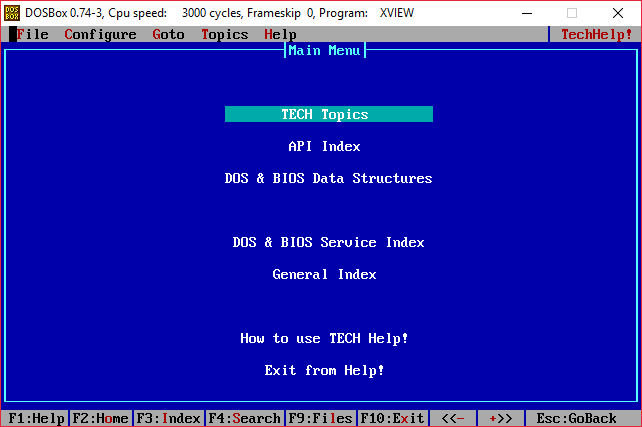 DOS BOX DOSBox 0.74-3, Cpu speed: 3000 cycles, Frameskip 0, Program: XVIEW
File Configure Goto Topics Help TechHelp!
Main Menu
TECH Topics
API Index
DOS & BIOS Data Structures
DOS & BIOS Service Index
General Index
How to use TECH Help!
Exit from Help!
F1:Help F2:Home F3:Index F4:Search F9:Files F10:Exit <<- +>> Esc:GoBack